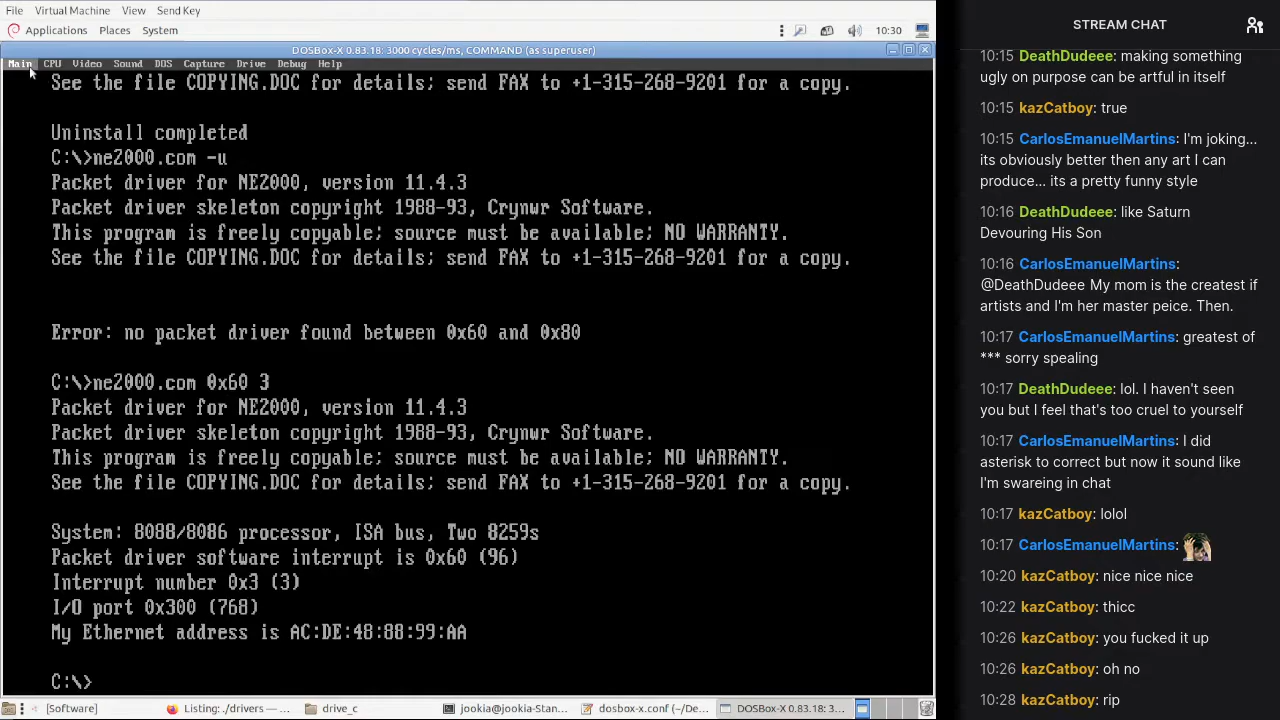 File Virtual Machine View Send Key
Applications Places System 10:30
DOSBox-X 0.83.18: 3000 cycles/ms, COMMAND (as superuser)
Main CPU Video Sound DOS Capture Drive Debug Help
See the file COPYING.DOC for details; send FAX to +1-315-268-9201 for a copy.
Uninstall completed
C:\>ne2000.com -u
Packet driver for NE2000, version 11.4.3
Packet driver skeleton copyright 1988-93, Crynwr Software.
This program is freely copyable; source must be available; NO WARRANTY.
See the file COPYING.DOC for details; send FAX to +1-315-268-9201 for a copy.
Error: no packet driver found between 0x60 and 0x80
C:\>ne2000.com 0x60 3
Packet driver for NE2000, version 11.4.3
Packet driver skeleton copyright 1988-93, Crynwr Software.
This program is freely copyable; source must be available; NO WARRANTY.
See the file COPYING.DOC for details; send FAX to +1-315-268-9201 for a copy.
System: 8088/8086 processor, ISA bus, Two 8259s
Packet driver software interrupt is 0x60 (96)
Interrupt number 0x3 (3)
I/O port 0x300 (768)
My Ethernet address is AC:DE:48:88:99:AA
C:\>
[Software] Listing: ./drivers — ... drive_c jookia@jookia-Stan... dosbox-x.conf (~/De... DOSBox-X 0.83.18: 3...
STREAM CHAT
10:15 DeathDudeee: making something
ugly on purpose can be artful in itself
10:15 kazCatboy: true
10:15 CarlosEmanuelMartins: I'm joking...
its obviously better then any art I can
produce... its a pretty funny style
10:16 DeathDudeee: like Saturn
Devouring His Son
10:16 CarlosEmanuelMartins:
@DeathDudeee My mom is the createst if
artists and I'm her master peice. Then.
10:17 CarlosEmanuelMartins: greatest of
*** sorry spealing
10:17 DeathDudeee: lol. I haven't seen
you but I feel that's too cruel to yourself
10:17 CarlosEmanuelMartins: I did
asterisk to correct but now it sound like
I'm swareing in chat
10:17 kazCatboy: lolol
10:17 CarlosEmanuelMartins:
10:20 kazCatboy: nice nice nice
10:22 kazCatboy: thicc
10:26 kazCatboy: you fucked it up
10:26 kazCatboy: oh no
10:28 kazCatboy: rip